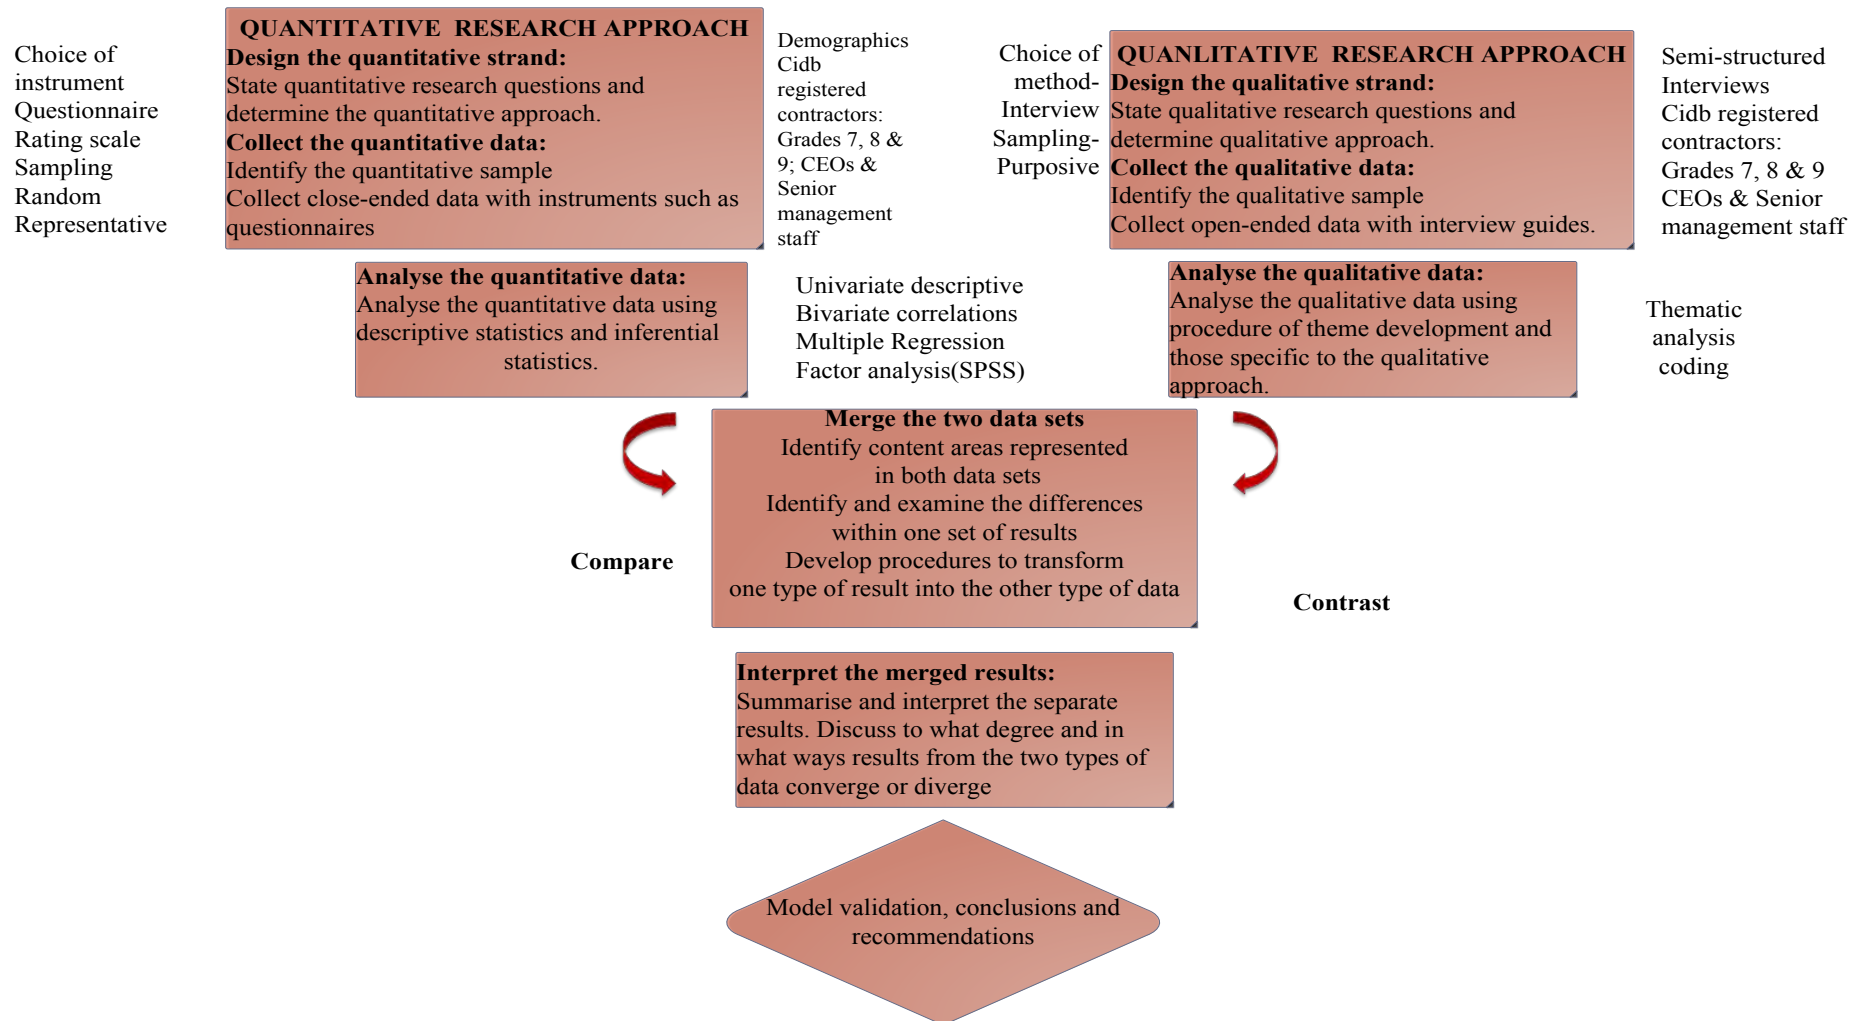 Choice of
instrument
Questionnaire
Rating scale
Sampling
Random
Representative
QUANTITATIVE  RESEARCH APPROACH
Design the quantitative strand:
State quantitative research questions and
determine the quantitative approach.
Collect the quantitative data:
Identify the quantitative sample
Collect close-ended data with instruments such as
questionnaires
Demographics
Cidb
registered
contractors:
Grades 7, 8 &
9; CEOs &
Senior
management
staff
Choice of
method-
Interview
Sampling-
Purposive
QUANLITATIVE  RESEARCH APPROACH
Design the qualitative strand:
State qualitative research questions and
determine qualitative approach.
Collect the qualitative data:
Identify the qualitative sample
Collect open-ended data with interview guides.
Semi-structured
Interviews
Cidb registered
contractors:
Grades 7, 8 & 9
CEOs & Senior
management staff
Analyse the quantitative data:
Analyse the quantitative data using
descriptive statistics and inferential
statistics.
Univariate descriptive
Bivariate correlations
Multiple Regression
Factor analysis(SPSS)
Analyse the qualitative data:
Analyse the qualitative data using
procedure of theme development and
those specific to the qualitative
approach.
Thematic
analysis
coding
Merge the two data sets
Identify content areas represented
in both data sets
Identify and examine the differences
within one set of results
Develop procedures to transform
one type of result into the other type of data
Compare
Contrast
Interpret the merged results:
Summarise and interpret the separate
results. Discuss to what degree and in
what ways results from the two types of
data converge or diverge
Model validation, conclusions and
recommendations